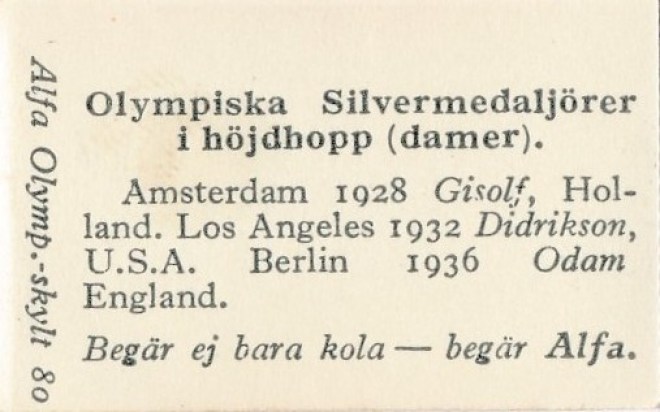 Alfa Olymp.-skylt 80
Olympiska Silvermedaljörer
i höjdhopp (damer).
Amsterdam 1928 Gisolf, Hol-
land. Los Angeles 1932 Didrikson,
U.S.A. Berlin 1936 Odam
England.
Begär ej bara kola — begär Alfa.